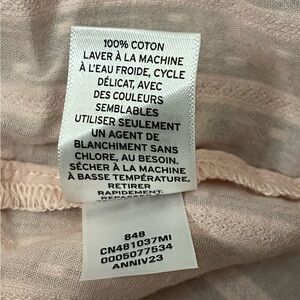 100% COTON
LAVER À LA MACHINE
À L'EAU FROIDE, CYCLE
DÉLICAT, AVEC
DES COULEURS
SEMBLABLES
UTILISER SEULEMENT
UN AGENT DE
BLANCHIMENT SANS
CHLORE, AU BESOIN.
SÉCHER À LA MACHINE
À BASSE TEMPÉRATURE.
RETIRER
RAPIDEMENT.
848
CN481037MI
0005077534
ANNIV23